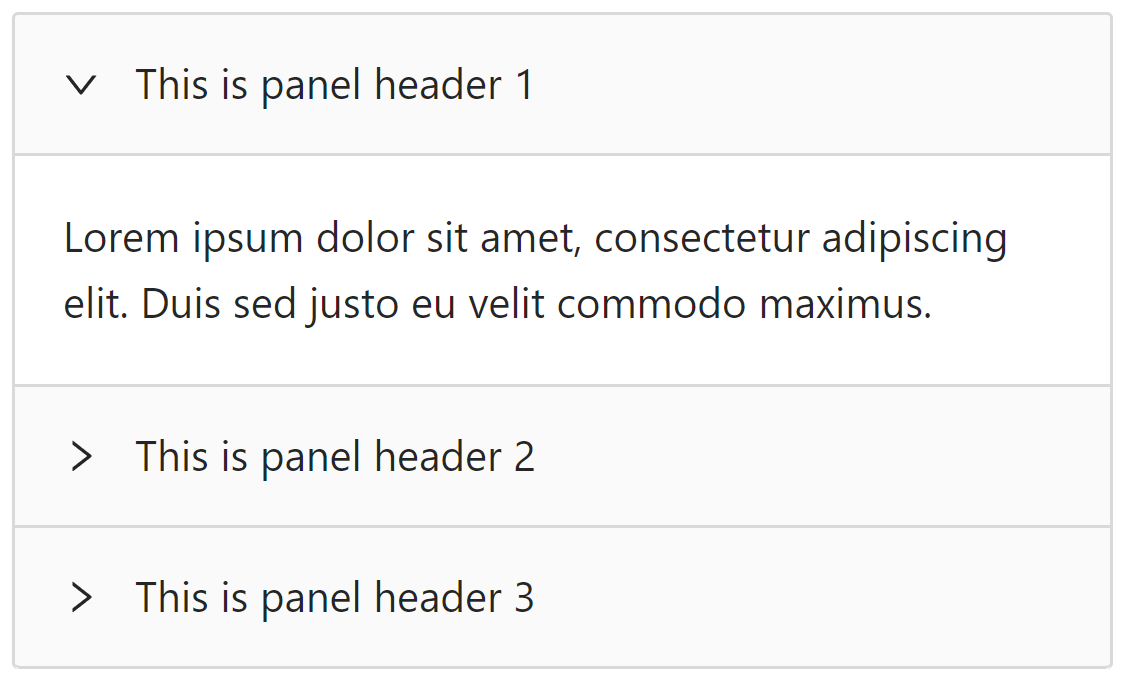 This is panel header 1
Lorem ipsum dolor sit amet, consectetur adipiscing
elit. Duis sed justo eu velit commodo maximus.
This is panel header 2
This is panel header 3